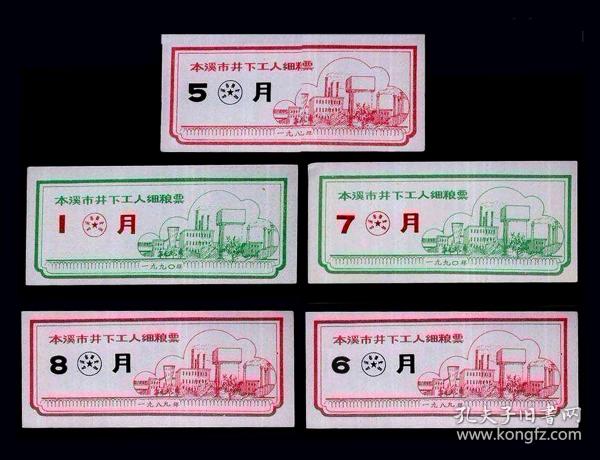 本溪市井下工人细粮票
5月
一九八九年
本溪市井下工人细粮票
1月
一九九〇年
本溪市井下工人细粮票
7月
一九九〇年
本溪市井下工人细粮票
8月
一九八九年
本溪市井下工人细粮票
6月
一九八九年
孔夫子旧书网
www.kongfz.com